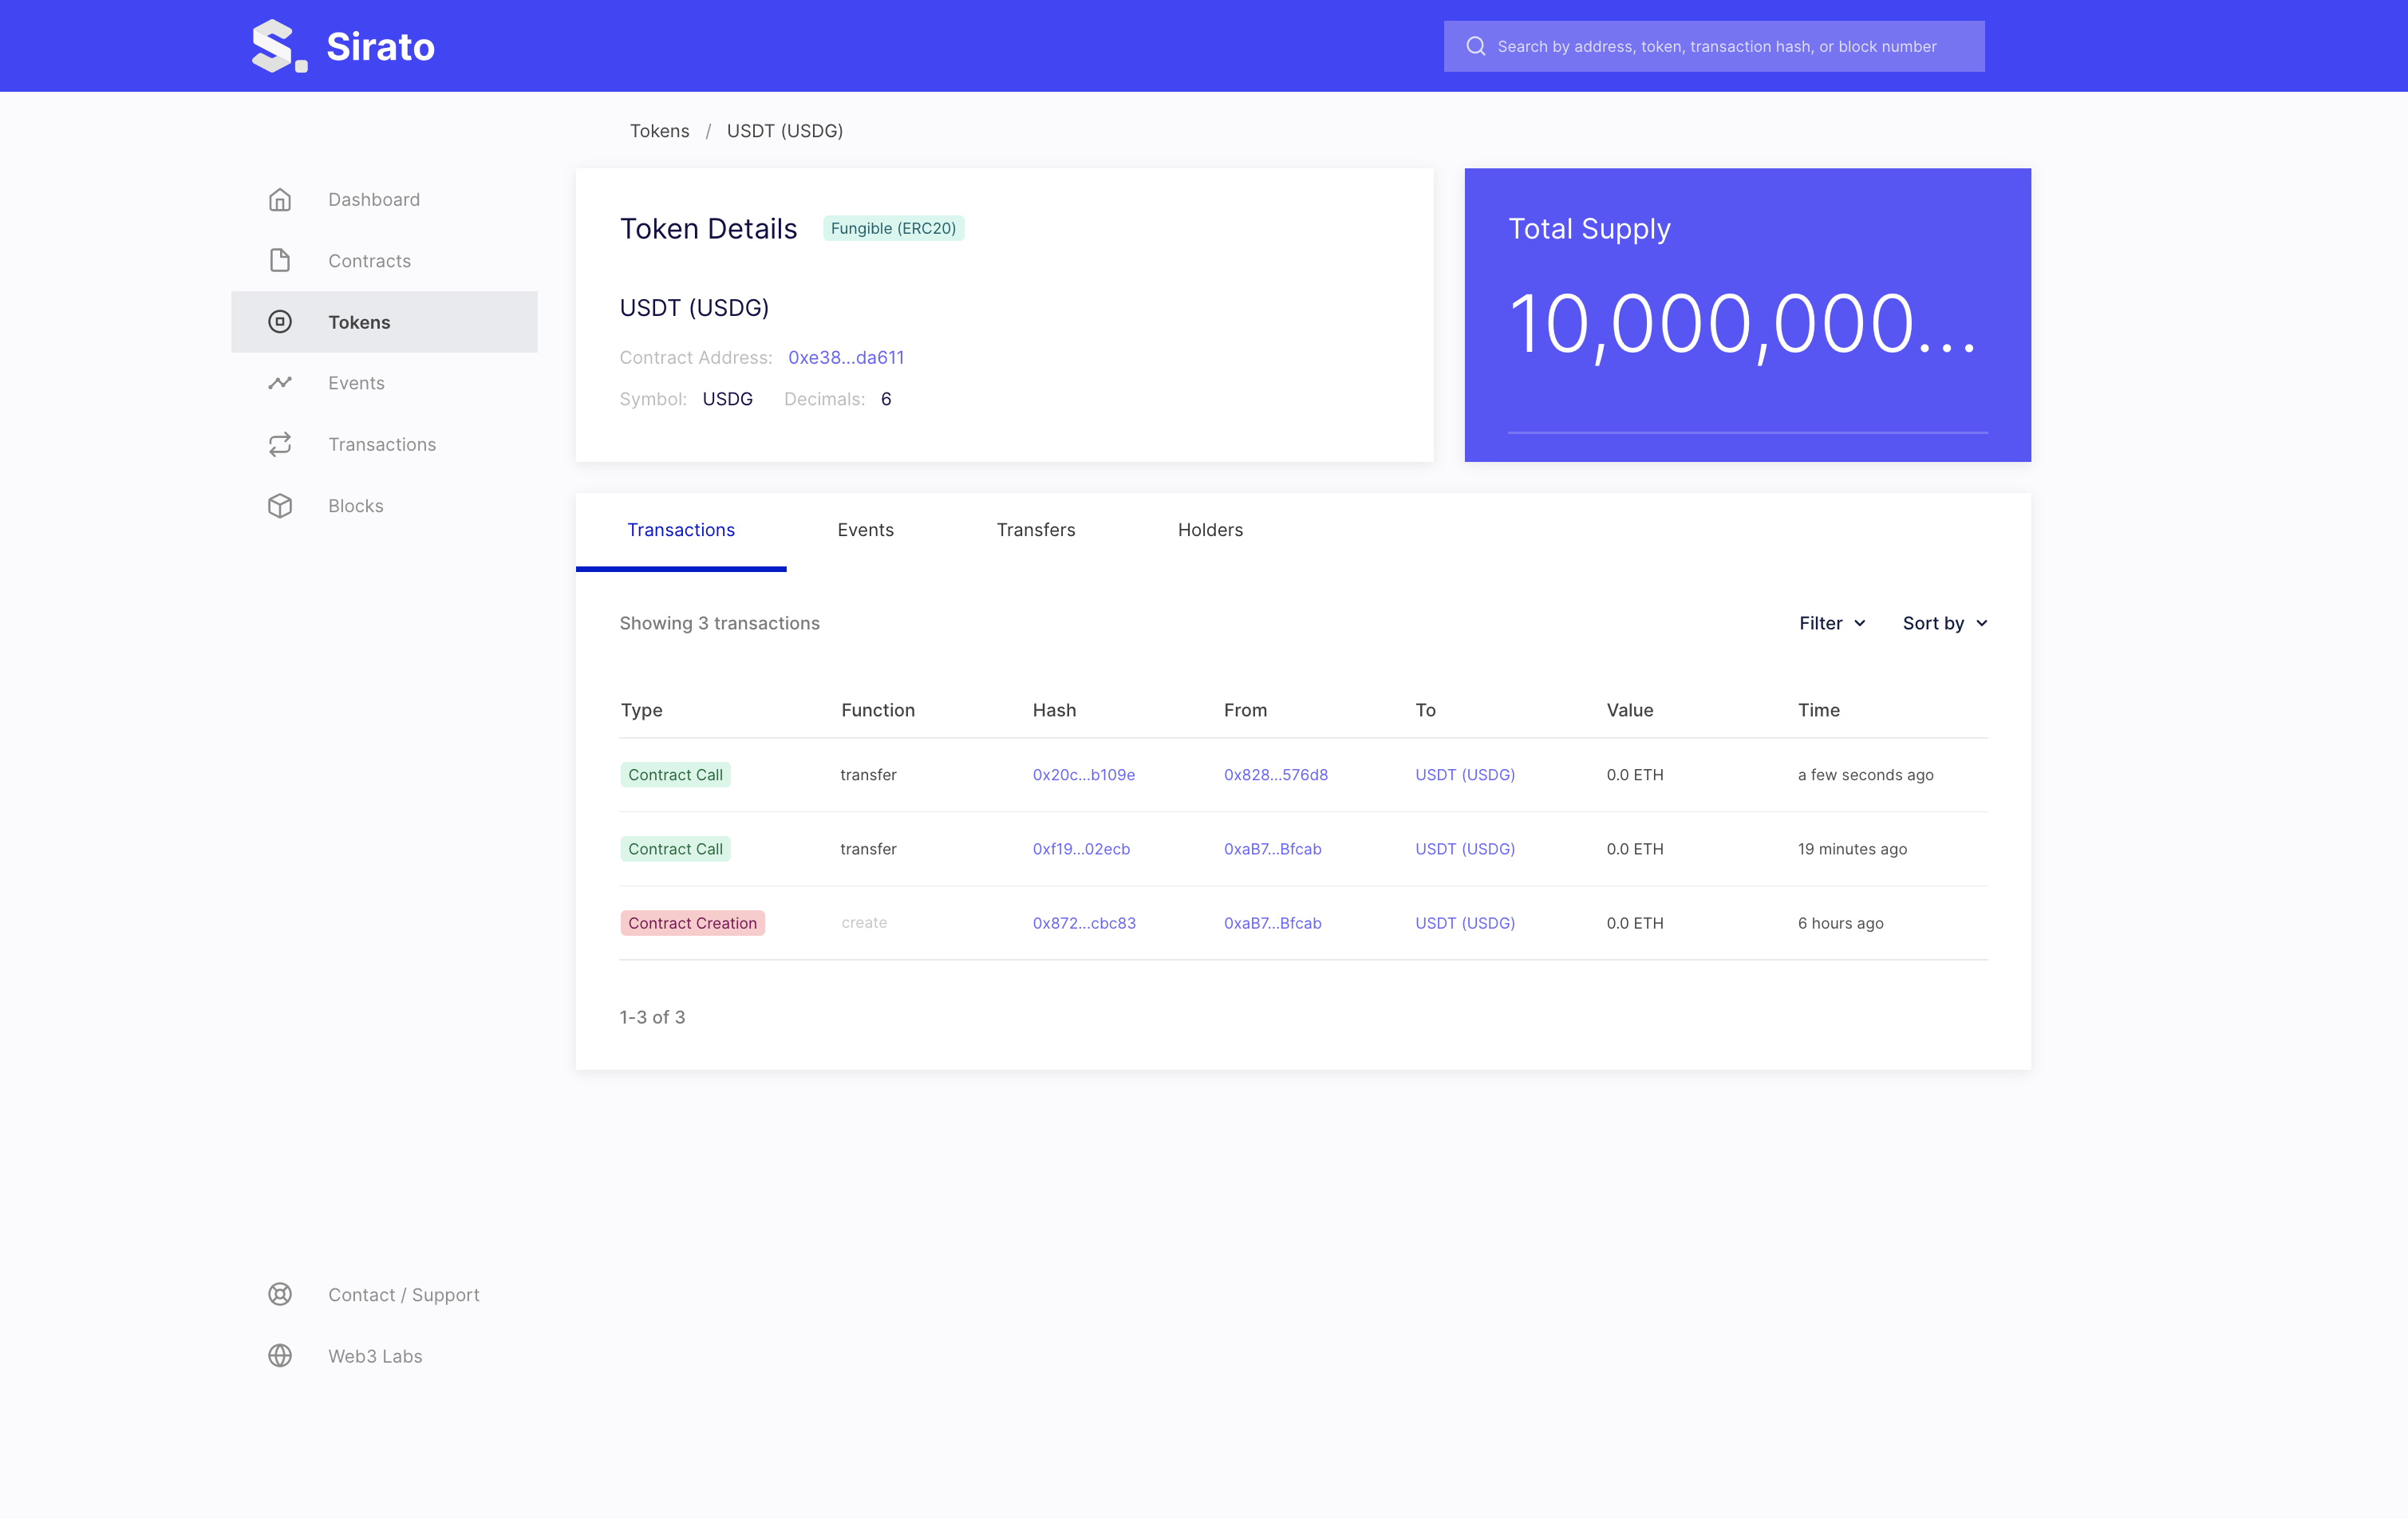 Sirato
Search by address, token, transaction hash, or block number
Tokens / USDT (USDG)
Dashboard
Contracts
Tokens
Events
Transactions
Blocks
Token Details Fungible (ERC20)
USDT (USDG)
Contract Address: 0xe38...da611
Symbol: USDG Decimals: 6
Total Supply
10,000,000...
Transactions Events Transfers Holders
Showing 3 transactions Filter Sort by
Type Function Hash From To Value Time
Contract Call transfer 0x20c...b109e 0x828...576d8 USDT (USDG) 0.0 ETH a few seconds ago
Contract Call transfer 0xf19...02ecb 0xaB7...Bfcab USDT (USDG) 0.0 ETH 19 minutes ago
Contract Creation create 0x872...cbc83 0xaB7...Bfcab USDT (USDG) 0.0 ETH 6 hours ago
1-3 of 3
Contact / Support
Web3 Labs